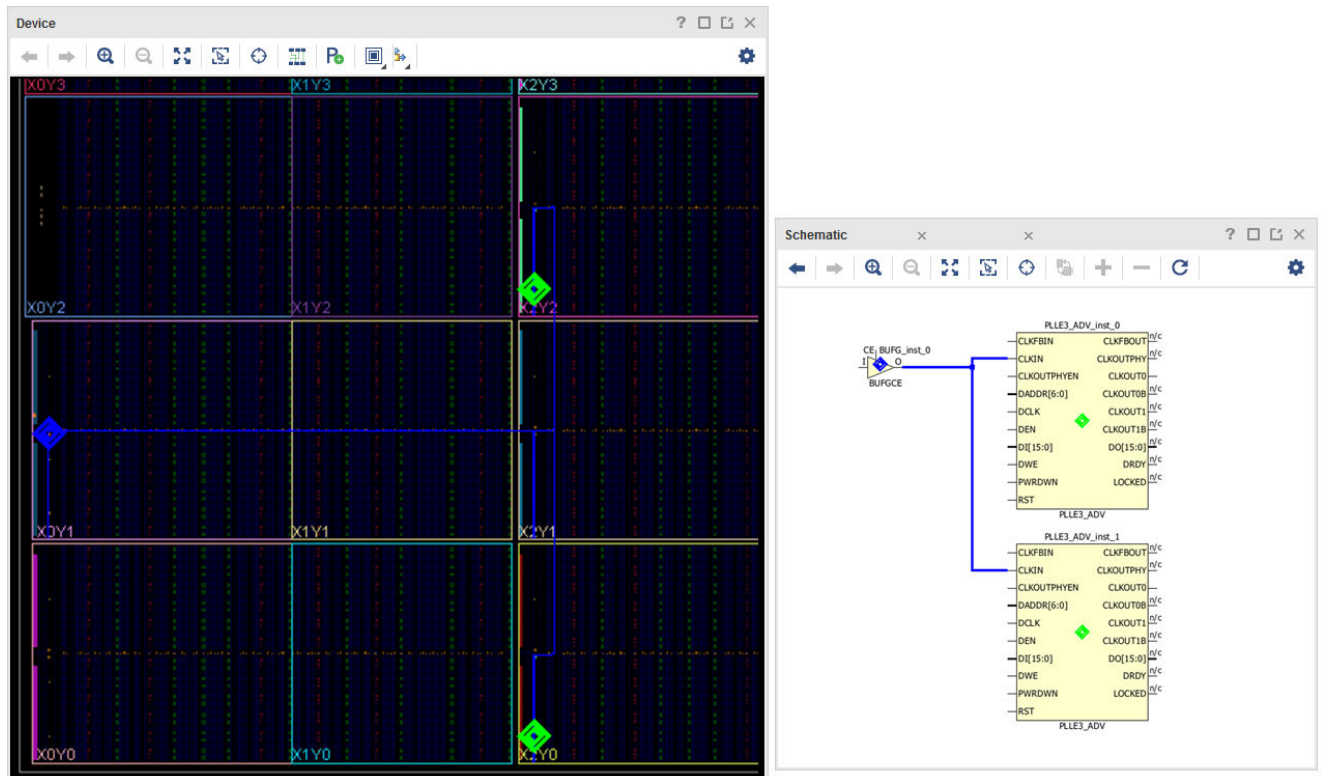 Device
X0Y3 X1Y3 X2Y3
X0Y2 X1Y2 X2Y2
X0Y1 X1Y1 X2Y1
X0Y0 X1Y0 X2Y0
Schematic
CE BUFG_inst_0
I O
BUFGCE
PLLE3_ADV_inst_0
CLKFBIN CLKFBOUT n/c
CLKIN CLKOUTPHY n/c
CLKOUTPHYEN CLKOUT0
DADDR[6:0] CLKOUT0B n/c
DCLK CLKOUT1 n/c
DEN CLKOUT1B n/c
DI[15:0] DO[15:0] n/c
DWE DRDY n/c
PWRDWN LOCKED n/c
RST
PLLE3_ADV
PLLE3_ADV_inst_1
CLKFBIN CLKFBOUT n/c
CLKIN CLKOUTPHY n/c
CLKOUTPHYEN CLKOUT0
DADDR[6:0] CLKOUT0B n/c
DCLK CLKOUT1 n/c
DEN CLKOUT1B n/c
DI[15:0] DO[15:0] n/c
DWE DRDY n/c
PWRDWN LOCKED n/c
RST
PLLE3_ADV